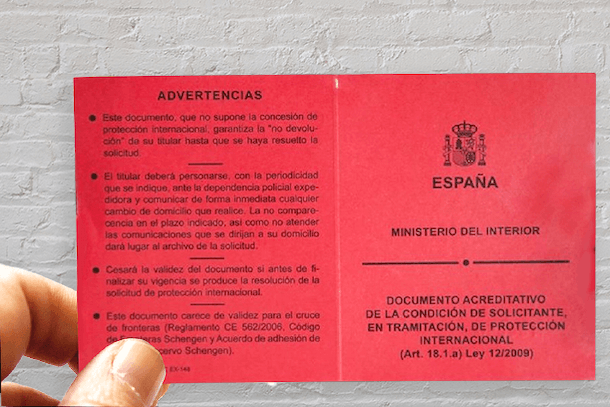 ADVERTENCIAS
Este documento, que no supone la concesión de
protección internacional, garantiza la "no devolu-
ción" da su titular hasta que se haya resuelto la
solicitud.
El titular deberá personarse, con la periodicidad
que se indique, ante la dependencia policial expe-
didora y comunicar de forma inmediata cualquier
cambio de domicilio que realice. La no compare-
cencia en el plazo indicado, así como no atender
las comunicaciones que se dirijan a su domicilio
dará lugar al archivo de la solicitud.
Cesará la validez del documento si antes de fi-
nalizar su vigencia se produce la resolución de la
solicitud de protección internacional.
Este documento carece de validez para el cruce
de fronteras (Reglamento CE 562/2006, Código
de Fronteras Schengen y Acuerdo de adhesión de
acervo Schengen).
EX-148
ESPAÑA
MINISTERIO DEL INTERIOR
DOCUMENTO ACREDITATIVO
DE LA CONDICIÓN DE SOLICITANTE,
EN TRAMITACIÓN, DE PROTECCIÓN
INTERNACIONAL
(Art. 18.1.a) Ley 12/2009)